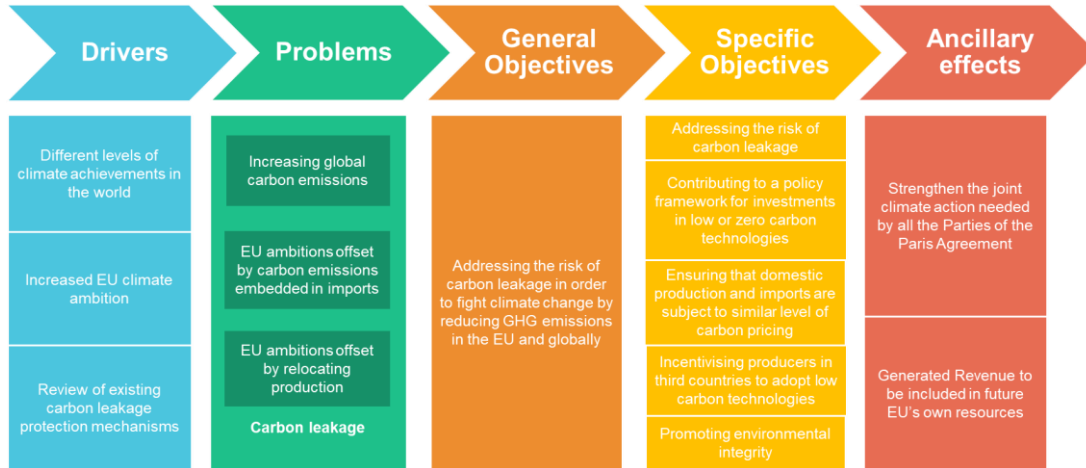 Drivers
Problems
General
Objectives
Specific
Objectives
Ancillary
effects
Different levels of
climate achievements in
the world
Increased EU climate
ambition
Review of existing
carbon leakage
protection mechanisms
Increasing global
carbon emissions
EU ambitions offset
by carbon emissions
embedded in imports
EU ambitions offset
by relocating
production
Carbon leakage
Addressing the risk of
carbon leakage in order
to fight climate change by
reducing GHG emissions
in the EU and globally
Addressing the risk of
carbon leakage
Contributing to a policy
framework for investments
in low or zero carbon
technologies
Ensuring that domestic
production and imports are
subject to similar level of
carbon pricing
Incentivising producers in
third countries to adopt low
carbon technologies
Promoting environmental
integrity
Strengthen the joint
climate action needed
by all the Parties of the
Paris Agreement
Generated Revenue to
be included in future
EU's own resources